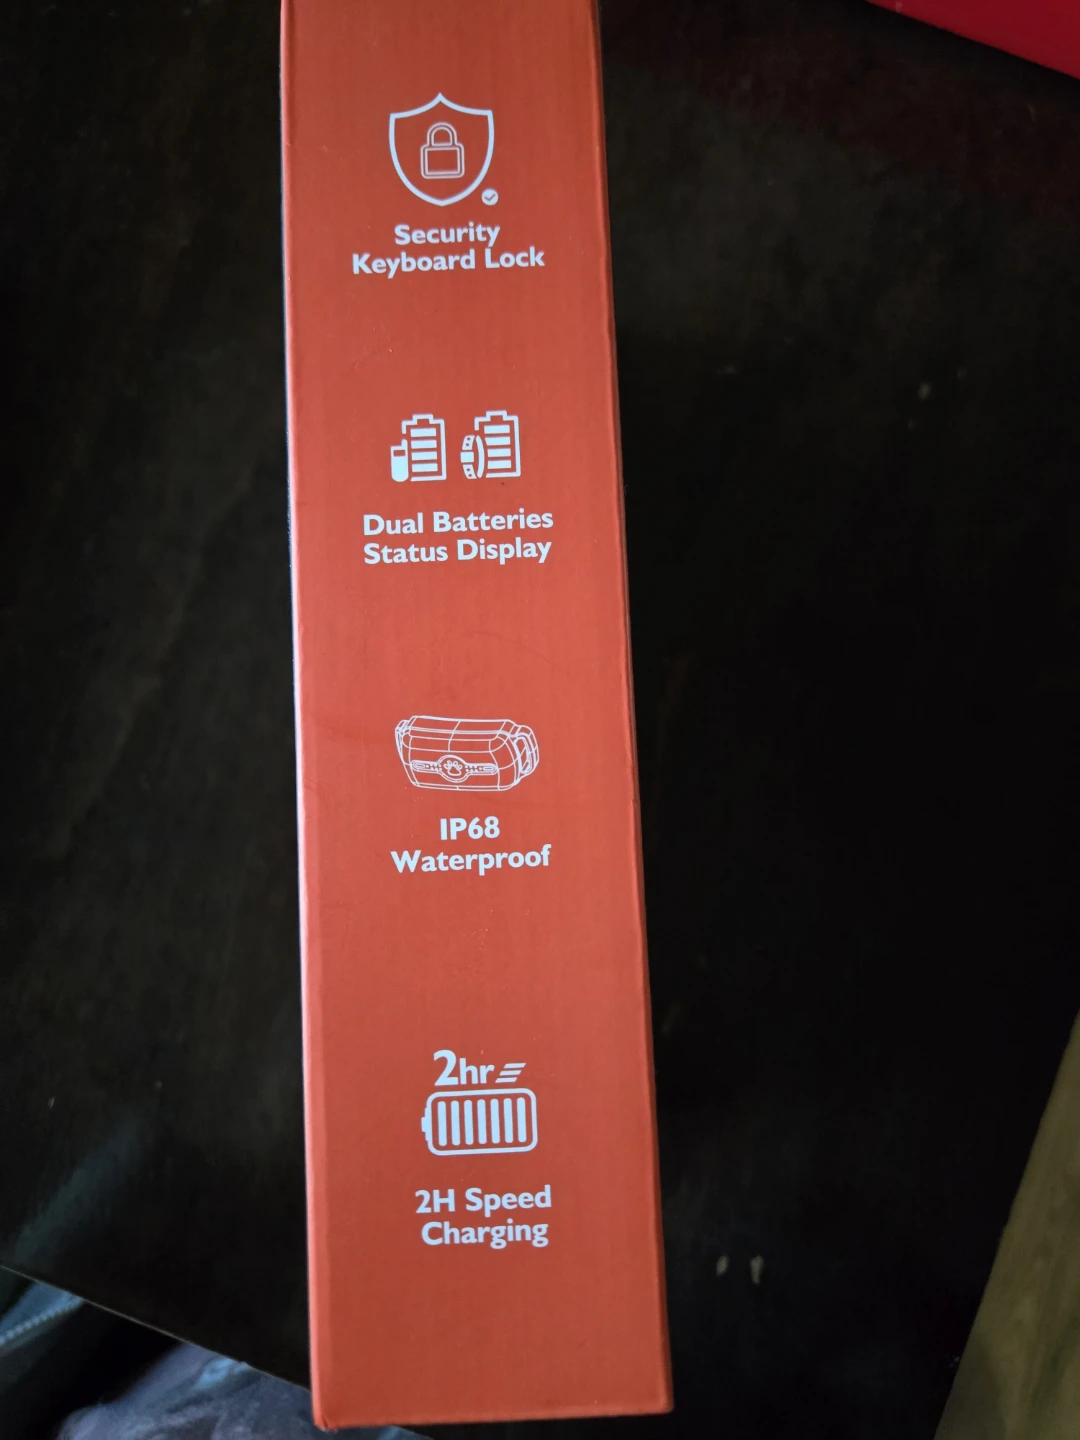 Security
Keyboard Lock
Dual Batteries
Status Display
IP68
Waterproof
2hr
2H Speed
Charging